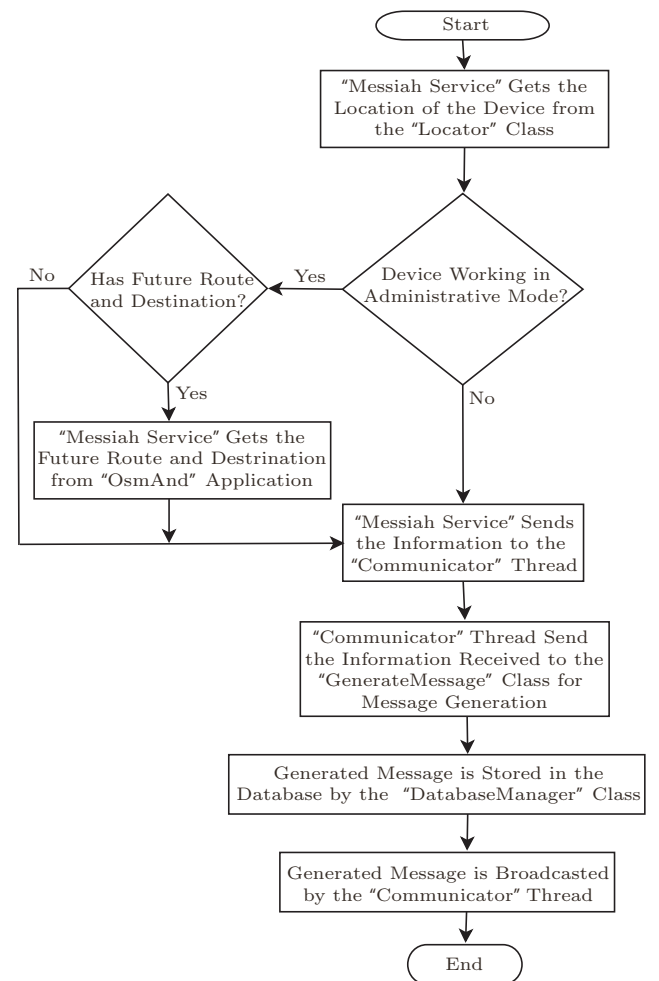 Start
“Messiah Service” Gets the
Location of the Device from
the “Locator” Class
Device Working in
Administrative Mode?
Yes
Has Future Route
and Destination?
No
Yes
No
“Messiah Service” Gets the
Future Route and Destrination
from “OsmAnd” Application
“Messiah Service” Sends
the Information to the
“Communicator” Thread
“Communicator” Thread Send
the Information Received to the
“GenerateMessage” Class for
Message Generation
Generated Message is Stored in the
Database by the “DatabaseManager” Class
Generated Message is Broadcasted
by the “Communicator” Thread
End